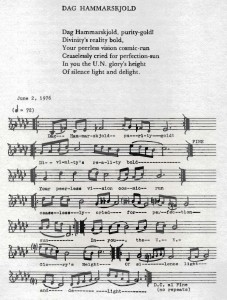 DAG HAMMARSKJOLD
Dag Hammarskjold, purity-gold!
Divinity's reality bold,
Your peerless vision cosmic-run
Ceaselessly cried for perfection-sun
In you the U.N. glory's bright
Of silence light and delight.
June 2, 1976
(♩ = 72)
Dag-- Ham-mar-skjold-- pu-ri-ty-gold!
FINE
Di-vi-ni-ty's re-a-li-ty bold
Your peer-less vi-sion cos-mic run
cease-less-ly cried for per-fec-tion-
sun In you the U. N.
Glo-ry's Bright or si-lence light
and de-light
D.C. al Fine
(no repeats)